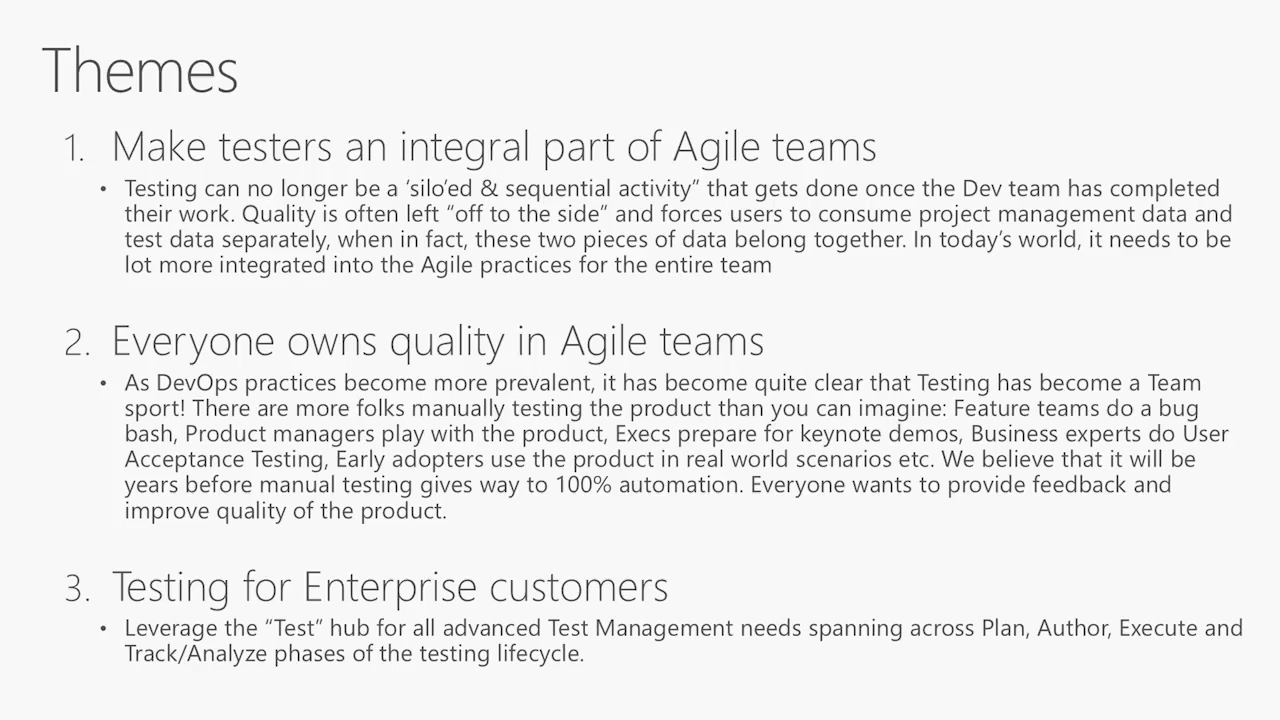 Themes
1. Make testers an integral part of Agile teams
• Testing can no longer be a ‘silo’ed & sequential activity” that gets done once the Dev team has completed
their work. Quality is often left “off to the side” and forces users to consume project management data and
test data separately, when in fact, these two pieces of data belong together. In today’s world, it needs to be
lot more integrated into the Agile practices for the entire team
2. Everyone owns quality in Agile teams
• As DevOps practices become more prevalent, it has become quite clear that Testing has become a Team
sport! There are more folks manually testing the product than you can imagine: Feature teams do a bug
bash, Product managers play with the product, Execs prepare for keynote demos, Business experts do User
Acceptance Testing, Early adopters use the product in real world scenarios etc. We believe that it will be
years before manual testing gives way to 100% automation. Everyone wants to provide feedback and
improve quality of the product.
3. Testing for Enterprise customers
• Leverage the “Test” hub for all advanced Test Management needs spanning across Plan, Author, Execute and
Track/Analyze phases of the testing lifecycle.